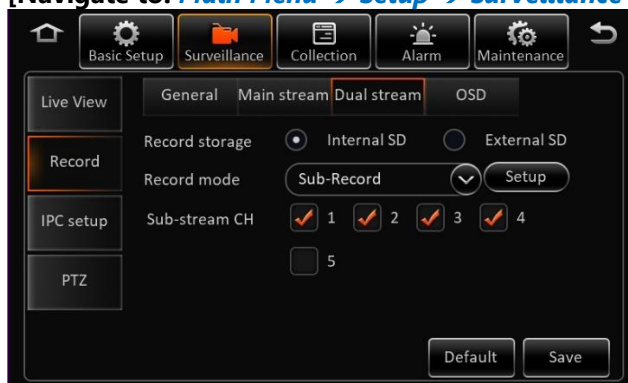 [Navigate to: Main Menu → Setup → Surveillance
Basic Setup Surveillance Collection Alarm Maintenance
Live View
Record
IPC setup
PTZ
General Main stream Dual stream OSD
Record storage Internal SD External SD
Record mode Sub-Record Setup
Sub-stream CH 1 2 3 4
5
Default Save